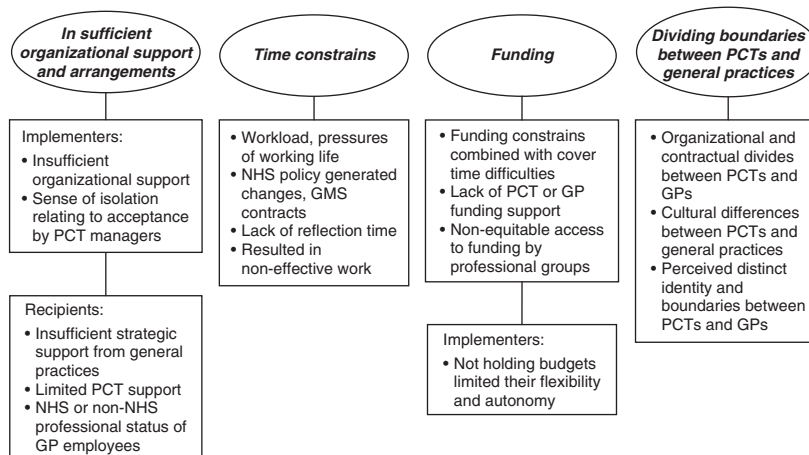 In sufficient
organizational support
and arrangements
Implementers:
• Insufficient
organizational support
• Sense of isolation
relating to acceptance
by PCT managers
Recipients:
• Insufficient strategic
support from general
practices
• Limited PCT support
• NHS or non-NHS
professional status of
GP employees
Time constrains
• Workload, pressures
of working life
• NHS policy generated
changes, GMS
contracts
• Lack of reflection time
• Resulted in
non-effective work
Funding
• Funding constrains
combined with cover
time difficulties
• Lack of PCT or GP
funding support
• Non-equitable access
to funding by
professional groups
Implementers:
• Not holding budgets
limited their flexibility
and autonomy
Dividing boundaries
between PCTs and
general practices
• Organizational and
contractual divides
between PCTs and
GPs
• Cultural differences
between PCTs and
general practices
• Perceived distinct
identity and
boundaries between
PCTs and GPs